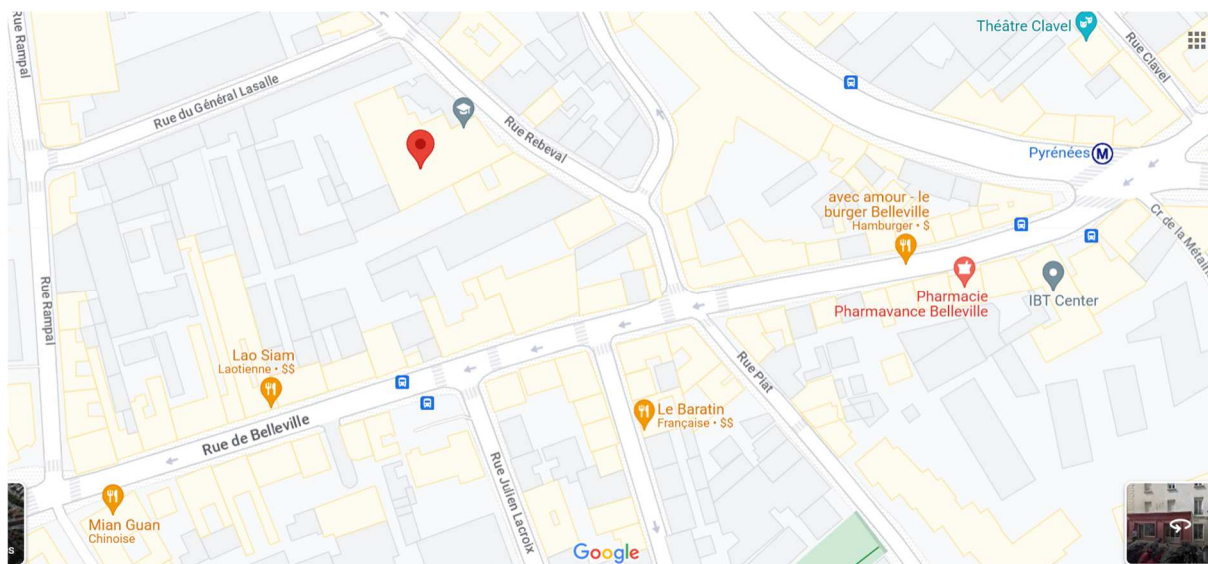 Rue Rampal
Théâtre Clavel
Rue Clavel
Rue du Général Lasalle
Rue Rebeval
Pyrénées
M
avec amour - le
burger Belleville
Hamburger • $
Pharmacie
Pharmavance Belleville
IBT Center
Cr de la Métairie
Rue Rampal
Lao Siam
Laotienne • $$
Rue de Belleville
Le Baratin
Française • $$
Rue Piat
Rue Julien Lacroix
Mian Guan
Chinoise
Google
s